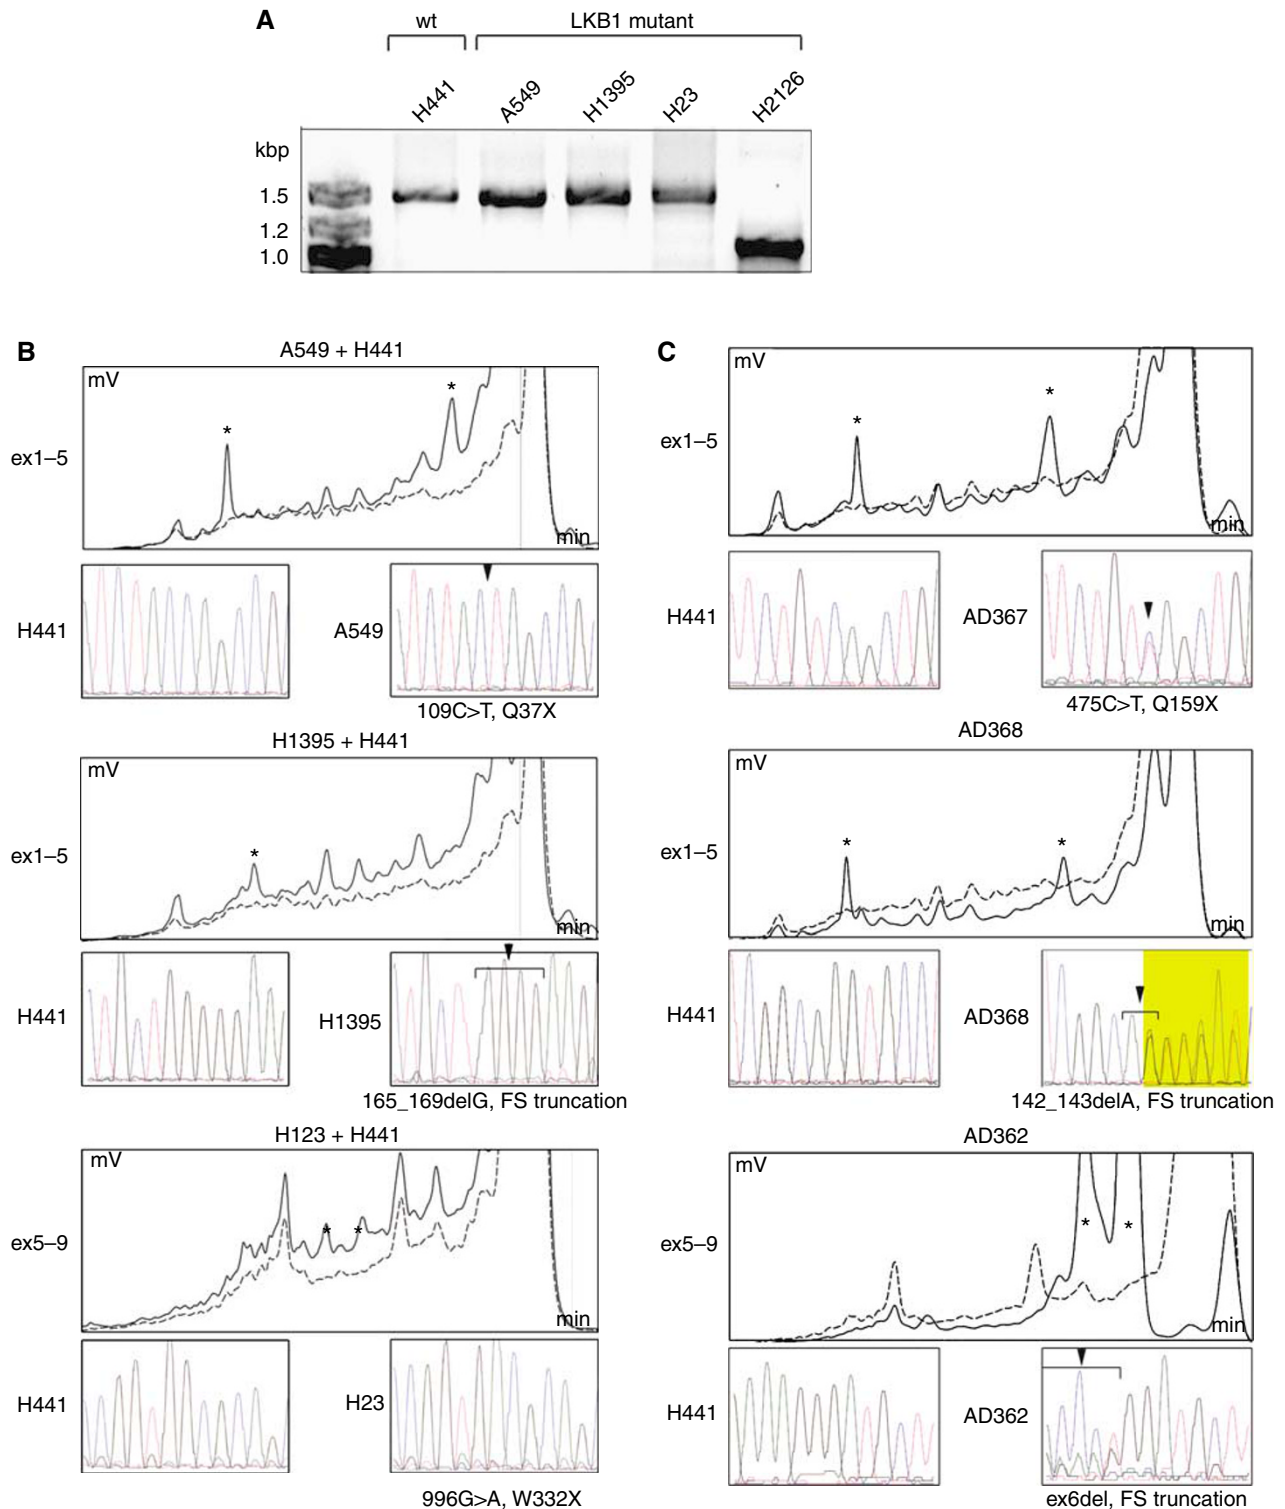 A
wt
LKB1 mutant
H441
A549
H1395
H23
H2126
kbp
1.5
1.2
1.0
B
A549 + H441
mV
*
*
ex1–5
min
H441
A549
109C>T, Q37X
H1395 + H441
mV
*
ex1–5
min
H441
H1395
165_169delG, FS truncation
H123 + H441
mV
*
*
ex5–9
min
H441
H23
996G>A, W332X
C
mV
*
*
ex1–5
min
H441
AD367
475C>T, Q159X
AD368
mV
*
*
ex1–5
min
H441
AD368
142_143delA, FS truncation
AD362
mV
*
*
ex5–9
min
H441
AD362
ex6del, FS truncation